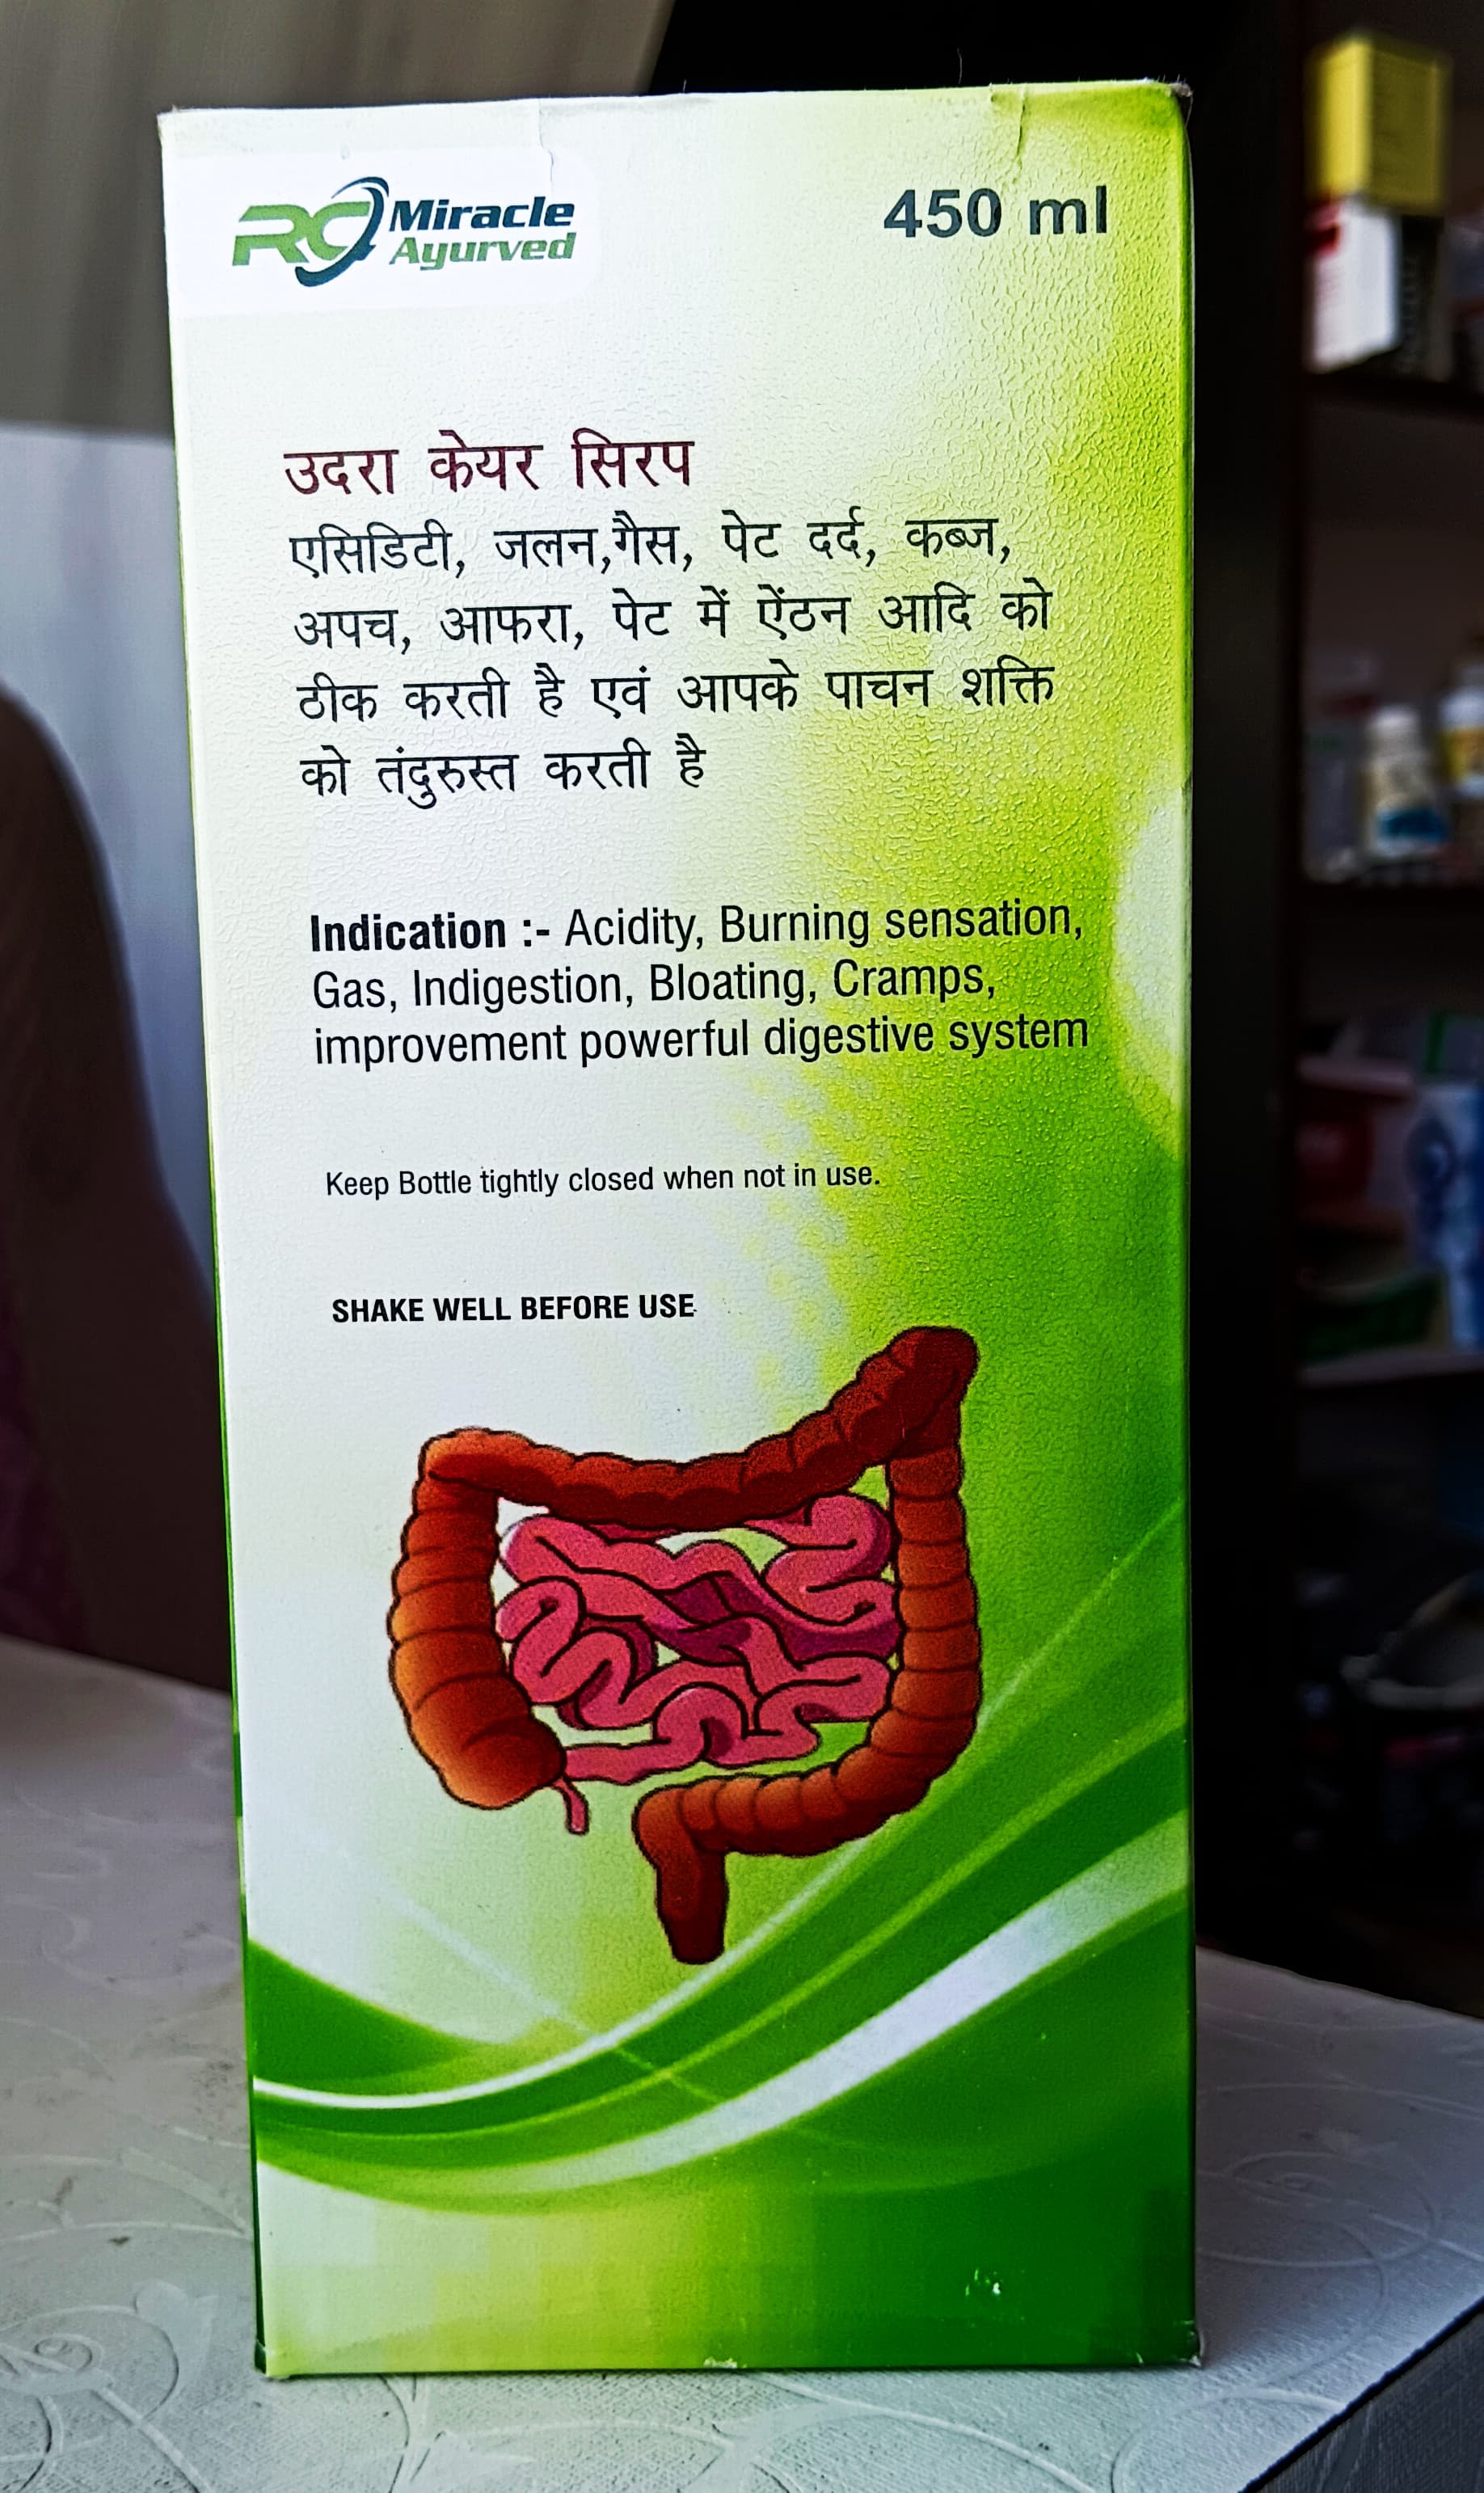 RC Miracle
Ayurved
450 ml
उदरा केयर सिरप
एसिडिटी, जलन,गैस, पेट दर्द, कब्ज,
अपच, आफरा, पेट में ऐंठन आदि को
ठीक करती है एवं आपके पाचन शक्ति
को तंदुरुस्त करती है
Indication :- Acidity, Burning sensation,
Gas, Indigestion, Bloating, Cramps,
improvement powerful digestive system
Keep Bottle tightly closed when not in use.
SHAKE WELL BEFORE USE